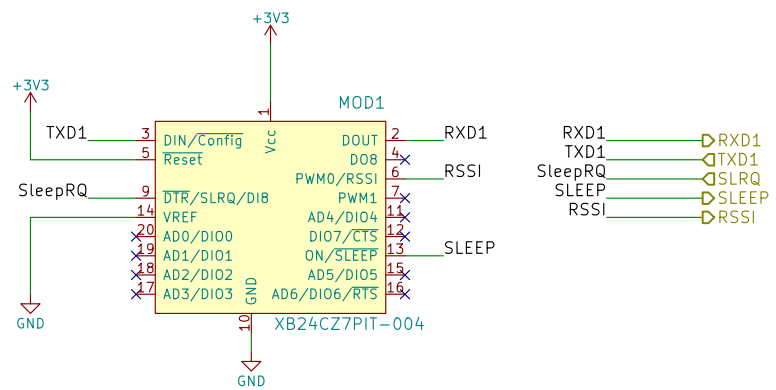 +3V3
+3V3
MOD1
1
Vcc
TXD1
3
DIN/Config
DOUT
2
RXD1
5
Reset
DO8
4
PWM0/RSSI
6
RSSI
SleepRQ
9
DTR/SLRQ/DI8
PWM1
7
14
VREF
AD4/DIO4
11
20
AD0/DIO0
DIO7/CTS
12
19
AD1/DIO1
ON/SLEEP
13
SLEEP
18
AD2/DIO2
AD5/DIO5
15
17
AD3/DIO3
AD6/DIO6/RTS
16
GND
10
XB24CZ7PIT-004
GND
GND
RXD1
RXD1
TXD1
TXD1
SleepRQ
SLRQ
SLEEP
SLEEP
RSSI
RSSI